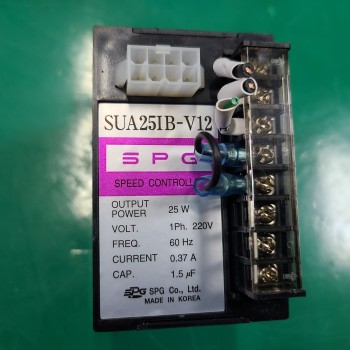 SUA25IB-V12
SPG
SPEED CONTROLL
OUTPUT POWER 25 W
VOLT. 1Ph. 220V
FREQ. 60 Hz
CURRENT 0.37 A
CAP. 1.5 μF
SPG SPG Co., Ltd.
MADE IN KOREA